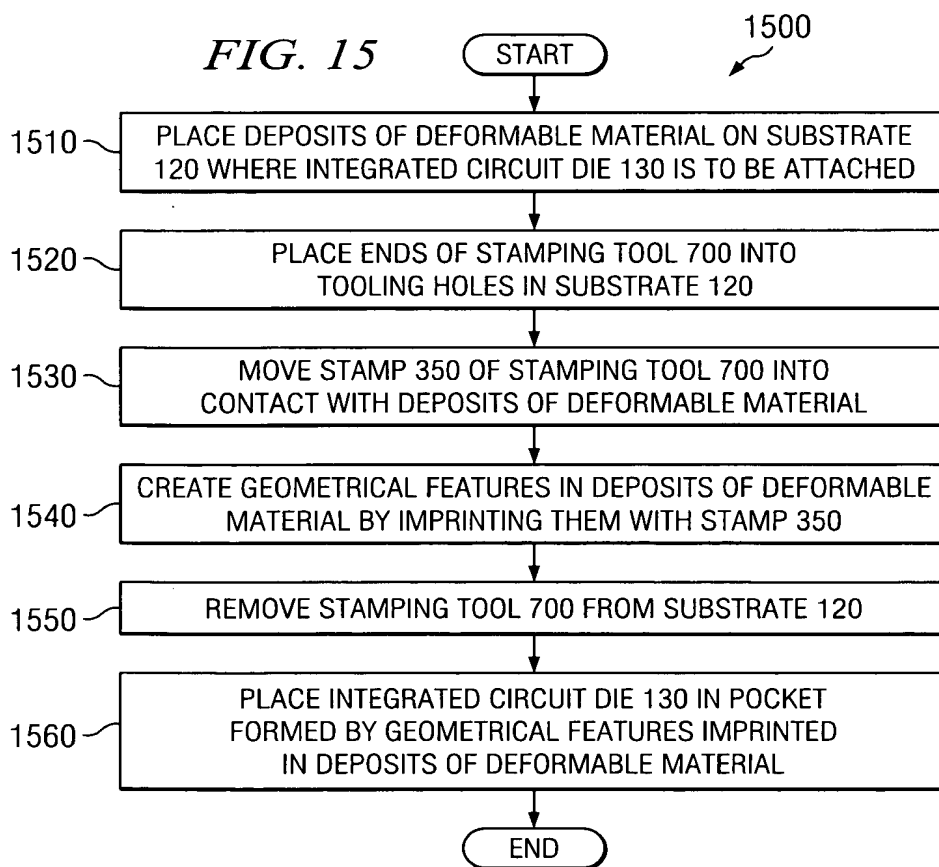 FIG. 15
START
1500
1510
PLACE DEPOSITS OF DEFORMABLE MATERIAL ON SUBSTRATE
120 WHERE INTEGRATED CIRCUIT DIE 130 IS TO BE ATTACHED
1520
PLACE ENDS OF STAMPING TOOL 700 INTO
TOOLING HOLES IN SUBSTRATE 120
1530
MOVE STAMP 350 OF STAMPING TOOL 700 INTO
CONTACT WITH DEPOSITS OF DEFORMABLE MATERIAL
1540
CREATE GEOMETRICAL FEATURES IN DEPOSITS OF DEFORMABLE
MATERIAL BY IMPRINTING THEM WITH STAMP 350
1550
REMOVE STAMPING TOOL 700 FROM SUBSTRATE 120
1560
PLACE INTEGRATED CIRCUIT DIE 130 IN POCKET
FORMED BY GEOMETRICAL FEATURES IMPRINTED
IN DEPOSITS OF DEFORMABLE MATERIAL
END